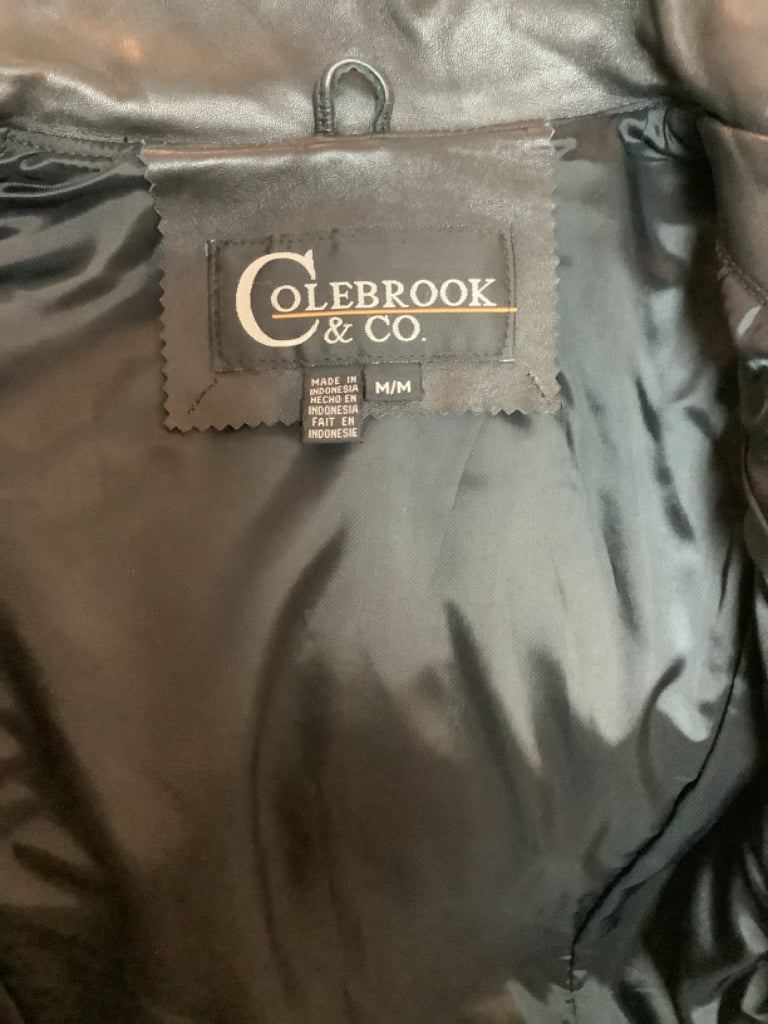 COLEBROOK
& CO.
MADE IN
INDONESIA
HECHO EN
INDONESIA
FAIT EN
INDONESIE
M/M